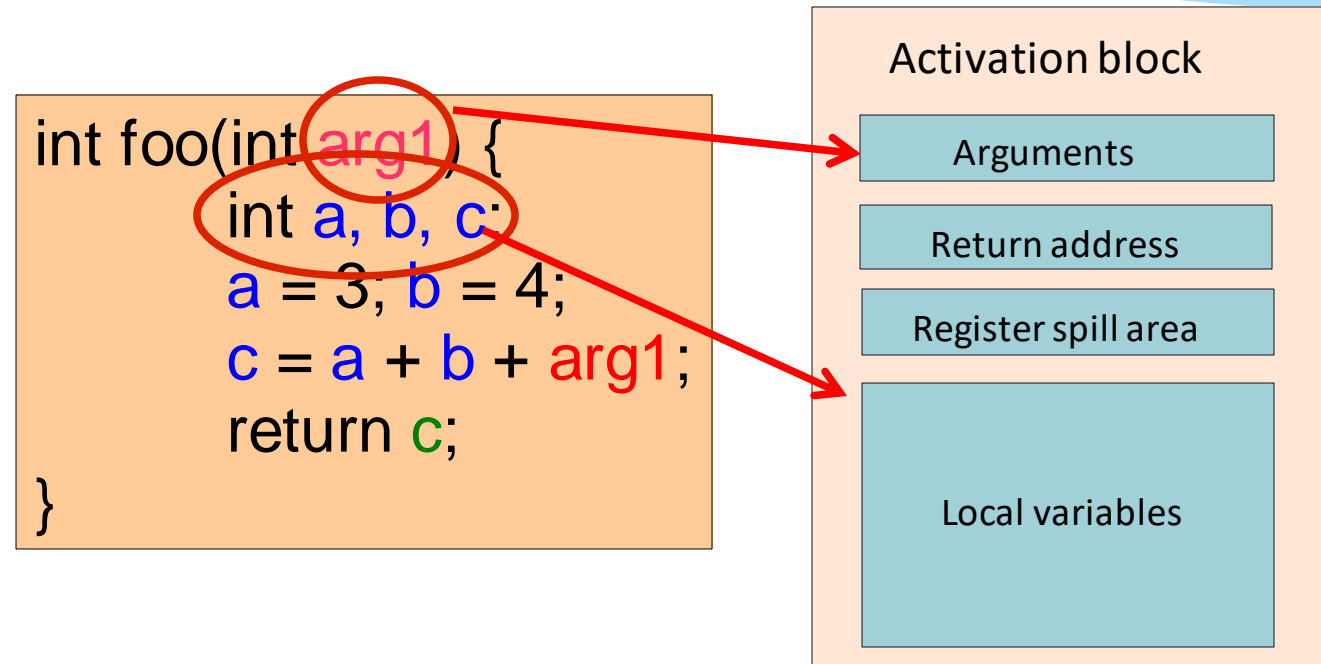 int foo(int arg1) {
int a, b, c;
a = 3; b = 4;
c = a + b + arg1;
return c;
}
Activation block
Arguments
Return address
Register spill area
Local variables